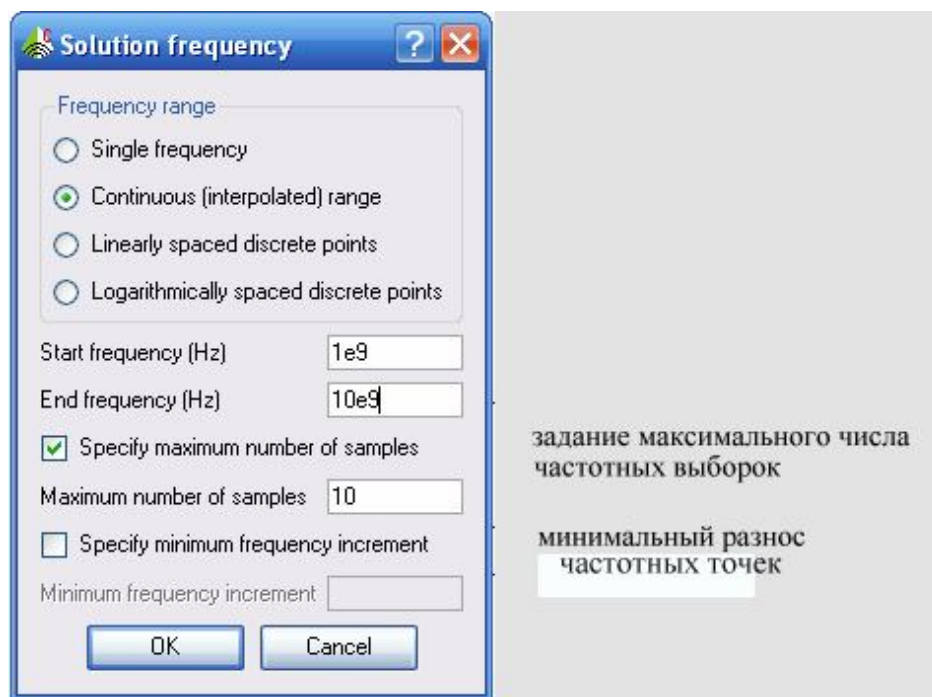 Solution frequency
Frequency range
Single frequency
Continuous (interpolated) range
Linearly spaced discrete points
Logarithmically spaced discrete points
Start frequency (Hz) 1e9
End frequency (Hz) 10e9
Specify maximum number of samples
задание максимального числа
частотных выборок
Maximum number of samples 10
Specify minimum frequency increment
минимальный разнос
частотных точек
Minimum frequency increment
OK Cancel